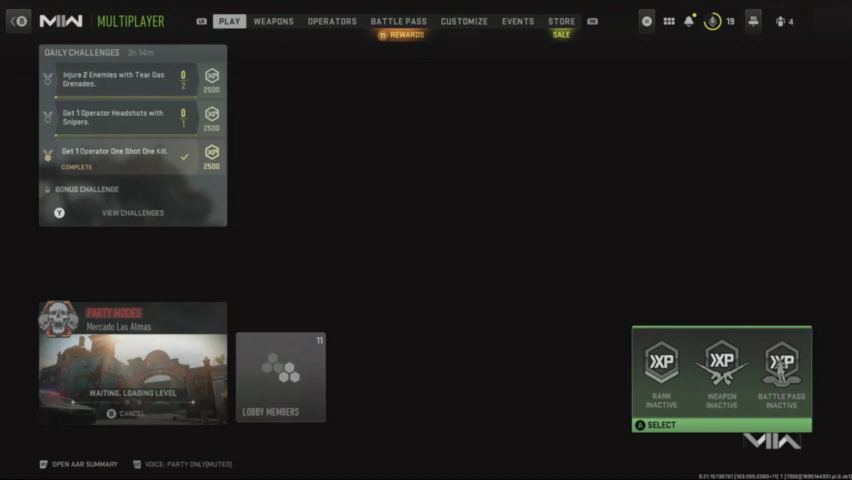 B
MW MULTIPLAYER
LB
PLAY
WEAPONS
OPERATORS
BATTLE PASS
CUSTOMIZE
EVENTS
STORE
RB
19
4
11 REWARDS
SALE
DAILY CHALLENGES 3h 14m
Injure 2 Enemies with Tear Gas
Grenades.
0
2
2500
Get 1 Operator Headshots with
Snipers.
0
1
2500
Get 1 Operator One Shot One Kill.
COMPLETE
XP
2500
BONUS CHALLENGE
Y VIEW CHALLENGES
PARTY MODES
Mercado Las Almas
WAITING. LOADING LEVEL
B CANCEL
11
LOBBY MEMBERS
XP
RANK
INACTIVE
XP
WEAPON
INACTIVE
XP
BATTLE PASS
INACTIVE
A SELECT
MW
OPEN AAR SUMMARY
VOICE: PARTY ONLY(MUTED)